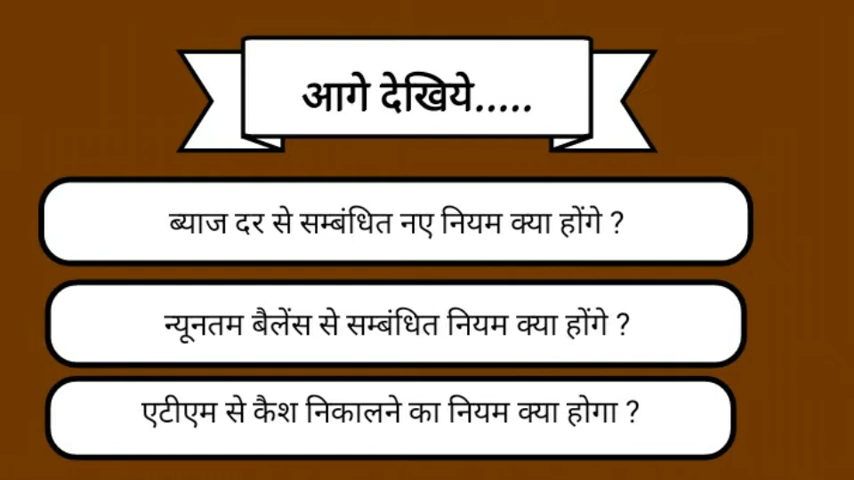 आगे देखिये.....
ब्याज दर से सम्बंधित नए नियम क्या होंगे ?
न्यूनतम बैलेंस से सम्बंधित नियम क्या होंगे ?
एटीएम से कैश निकालने का नियम क्या होगा ?